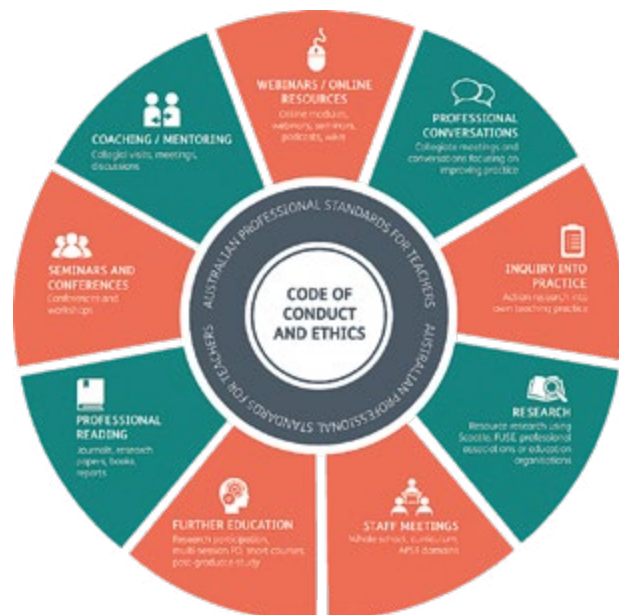 WEBINARS / ONLINE
RESOURCES
Online modules,
webinars, seminars,
podcasts,
PROFESSIONAL
CONVERSATIONS
Collegiate meetings and
conversations focusing on
improving practice
INQUIRY INTO
PRACTICE
Action research into
own teaching practice
RESEARCH
Resource research using
Scootle, FUSE, professional
associations or education
organisations
STAFF MEETINGS
Whole school, curriculum,
APST domains
FURTHER EDUCATION
Research participation,
multi-session PD, short courses,
post-graduate study
PROFESSIONAL
READING
Journals, research
papers, books,
reports
SEMINARS AND
CONFERENCES
Conferences and
workshops
COACHING / MENTORING
Collegial visits, meetings,
discussions
AUSTRALIAN PROFESSIONAL STANDARDS FOR TEACHERS
AUSTRALIAN PROFESSIONAL STANDARDS FOR TEACHERS
CODE OF
CONDUCT
AND ETHICS